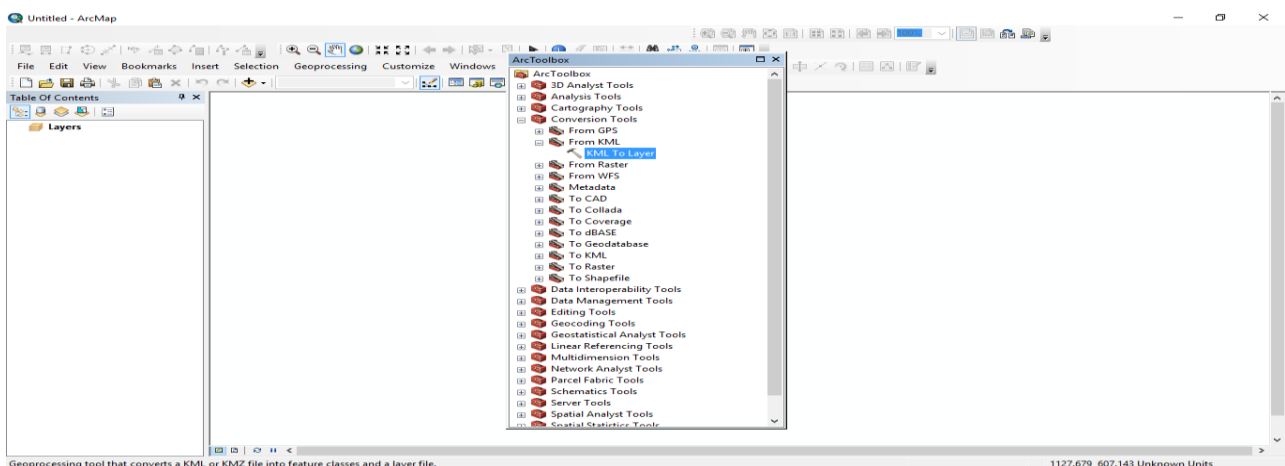 Untitled - ArcMap
100%
File Edit View Bookmarks Insert Selection Geoprocessing Customize Windows
ArcToolbox
Table Of Contents
Layers
ArcToolbox
3D Analyst Tools
Analysis Tools
Cartography Tools
Conversion Tools
From GPS
From KML
KML To Layer
From Raster
From WFS
Metadata
To CAD
To Collada
To Coverage
To dBASE
To Geodatabase
To KML
To Raster
To Shapefile
Data Interoperability Tools
Data Management Tools
Editing Tools
Geocoding Tools
Geostatistical Analyst Tools
Linear Referencing Tools
Multidimension Tools
Network Analyst Tools
Parcel Fabric Tools
Schematics Tools
Server Tools
Spatial Analyst Tools
Spatial Statistics Tools
Geoprocessing tool that converts a KML or KMZ file into feature classes and a layer file.
1127.679 607.143 Unknown Units